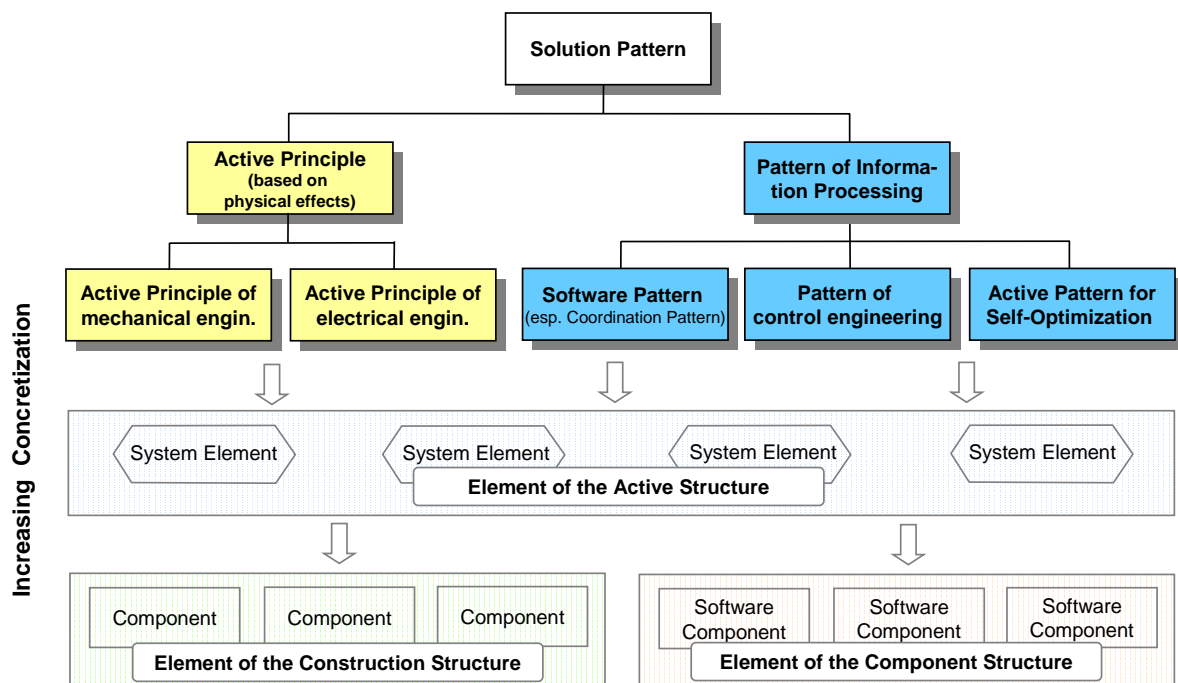 Solution Pattern
Active Principle
(based on
physical effects)
Pattern of Informa-
tion Processing
Active Principle of
mechanical engin.
Active Principle of
electrical engin.
Software Pattern
(esp. Coordination Pattern)
Pattern of
control engineering
Active Pattern for
Self-Optimization
Increasing Concretization
System Element
System Element
System Element
System Element
Element of the Active Structure
Component
Component
Component
Element of the Construction Structure
Software
Component
Software
Component
Software
Component
Element of the Component Structure